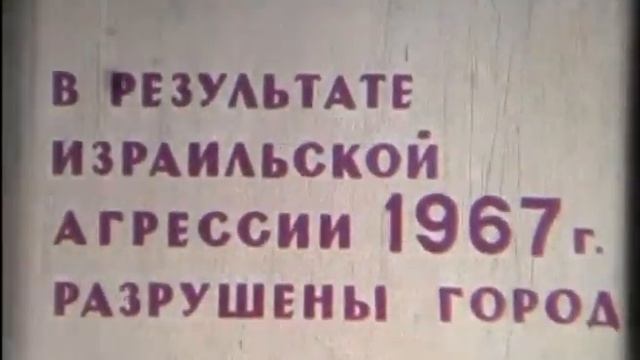 В РЕЗУЛЬТАТЕ
ИЗРАИЛЬСКОЙ
АГРЕССИИ 1967 г.
РАЗРУШЕНЫ ГОРОД